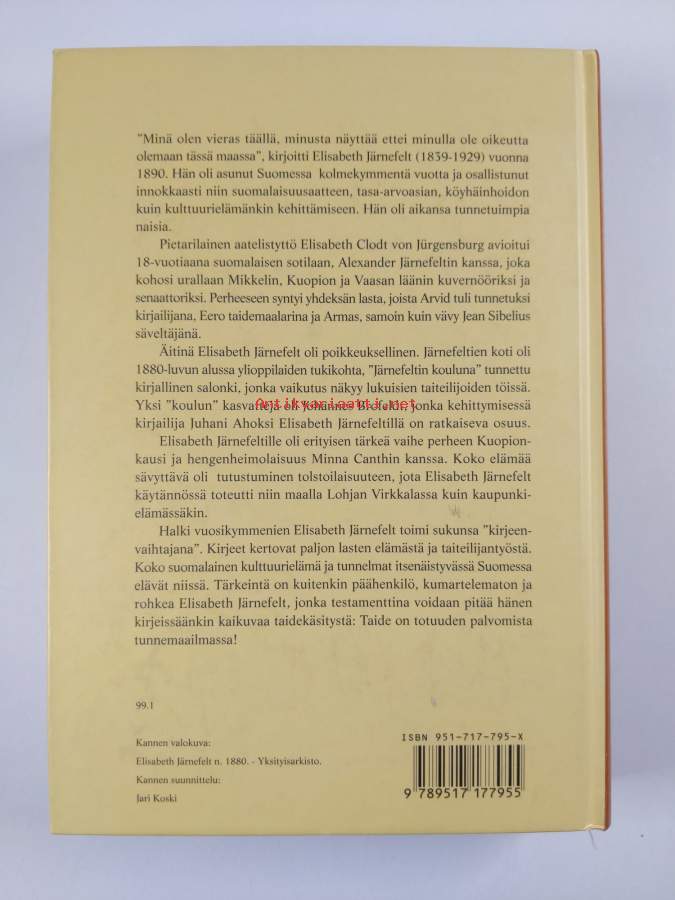 "Minä olen vieras täällä, minusta näyttää ettei minulla ole oikeutta
olemaan tässä maassa", kirjoitti Elisabeth Järnefelt (1839-1929) vuonna
1890. Hän oli asunut Suomessa kolmekymmentä vuotta ja osallistunut
innokkaasti niin suomalaisuusaatteen, tasa-arvoasian, köyhäinhoidon
kuin kulttuurielämänkin kehittämiseen. Hän oli aikansa tunnetuimpia
naisia.
Pietarilainen aatelistyttö Elisabeth Clodt von Jürgensburg avioitui
18-vuotiaana suomalaisen sotilaan, Alexander Järnefeltin kanssa, joka
kohosi urallaan Mikkelin, Kuopion ja Vaasan läänin kuvernööriksi ja
senaattoriksi. Perheeseen syntyi yhdeksän lasta, joista Arvid tuli tunnetuksi
kirjailijana, Eero taidemaalarina ja Armas, samoin kuin vävy Jean Sibelius
säveltäjänä.
Äitinä Elisabeth Järnefelt oli poikkeuksellinen. Järnefeltien koti oli
1880-luvun alussa ylioppilaiden tukikohta, "Järnefeltin kouluna" tunnettu
kirjallinen salonki, jonka vaikutus näkyy lukuisien taiteilijoiden töissä.
Yksi "koulun" kasvatteja oli Johannes Brofeldt, jonka kehittymisessä
Antikvariaatti.net
kirjailija Juhani Ahoksi Elisabeth Järnefeltillä on ratkaiseva osuus.
Elisabeth Järnefeltille oli erityisen tärkeä vaihe perheen Kuopion-
kausi ja hengenheimolaisuus Minna Canthin kanssa. Koko elämää
sävyttävä oli tutustuminen tolstoilaisuuteen, jota Elisabeth Järnefelt
käytännössä toteutti niin maalla Lohjan Virkkalassa kuin kaupunki-
elämässäkin.
Halki vuosikymmenien Elisabeth Järnefelt toimi sukunsa "kirjeen-
vaihtajana". Kirjeet kertovat paljon lasten elämästä ja taiteilijantyöstä.
Koko suomalainen kulttuurielämä ja tunnelmat itsenäistyvässä Suomessa
elävät niissä. Tärkeintä on kuitenkin päähenkilö, kumartelematon ja
rohkea Elisabeth Järnefelt, jonka testamenttina voidaan pitää hänen
kirjeissäänkin kaikuvaa taidekäsitystä: Taide on totuuden palvomista
tunnemaailmassa!
99.1
Kannen valokuva:
Elisabeth Järnefelt n. 1880. - Yksityisarkisto.
Kannen suunnittelu:
Jari Koski
ISBN 951-717-795-X
9 789517 177955